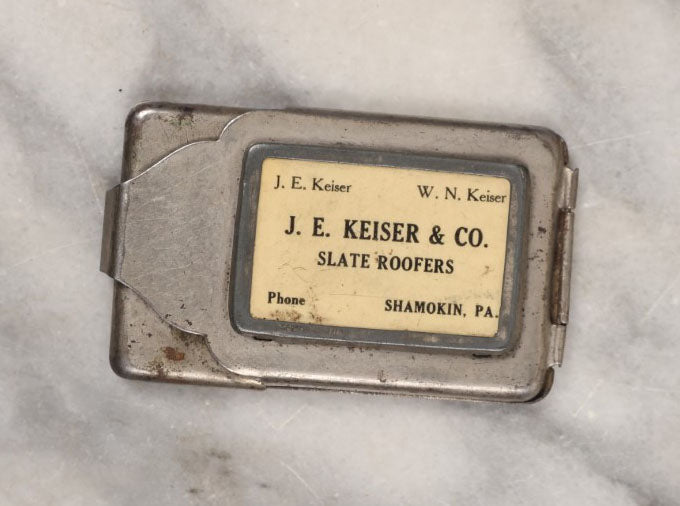 J. E. Keiser W. N. Keiser
J. E. KEISER & CO.
SLATE ROOFERS
Phone SHAMOKIN, PA.